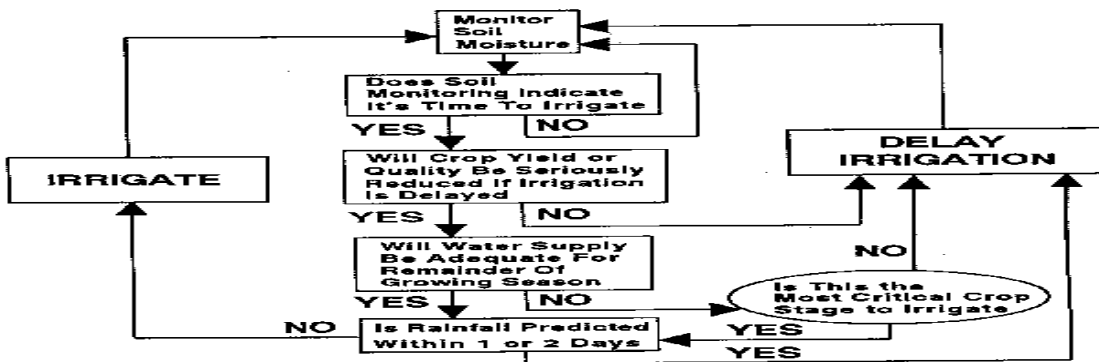 Monitor
Soil
Moisture
Does Soil
Monitoring Indicate
It's Time To Irrigate
YES
NO
IRRIGATE
Will Crop Yield or
Quality Be Seriously
Reduced If Irrigation
Is Delayed
DELAY
IRRIGATION
YES
NO
Will Water Supply
Be Adequate For
Remainder Of
Growing Season
NO
YES
NO
Is This the
Most Critical Crop
Stage to Irrigate
NO
Is Rainfall Predicted
Within 1 or 2 Days
YES
YES